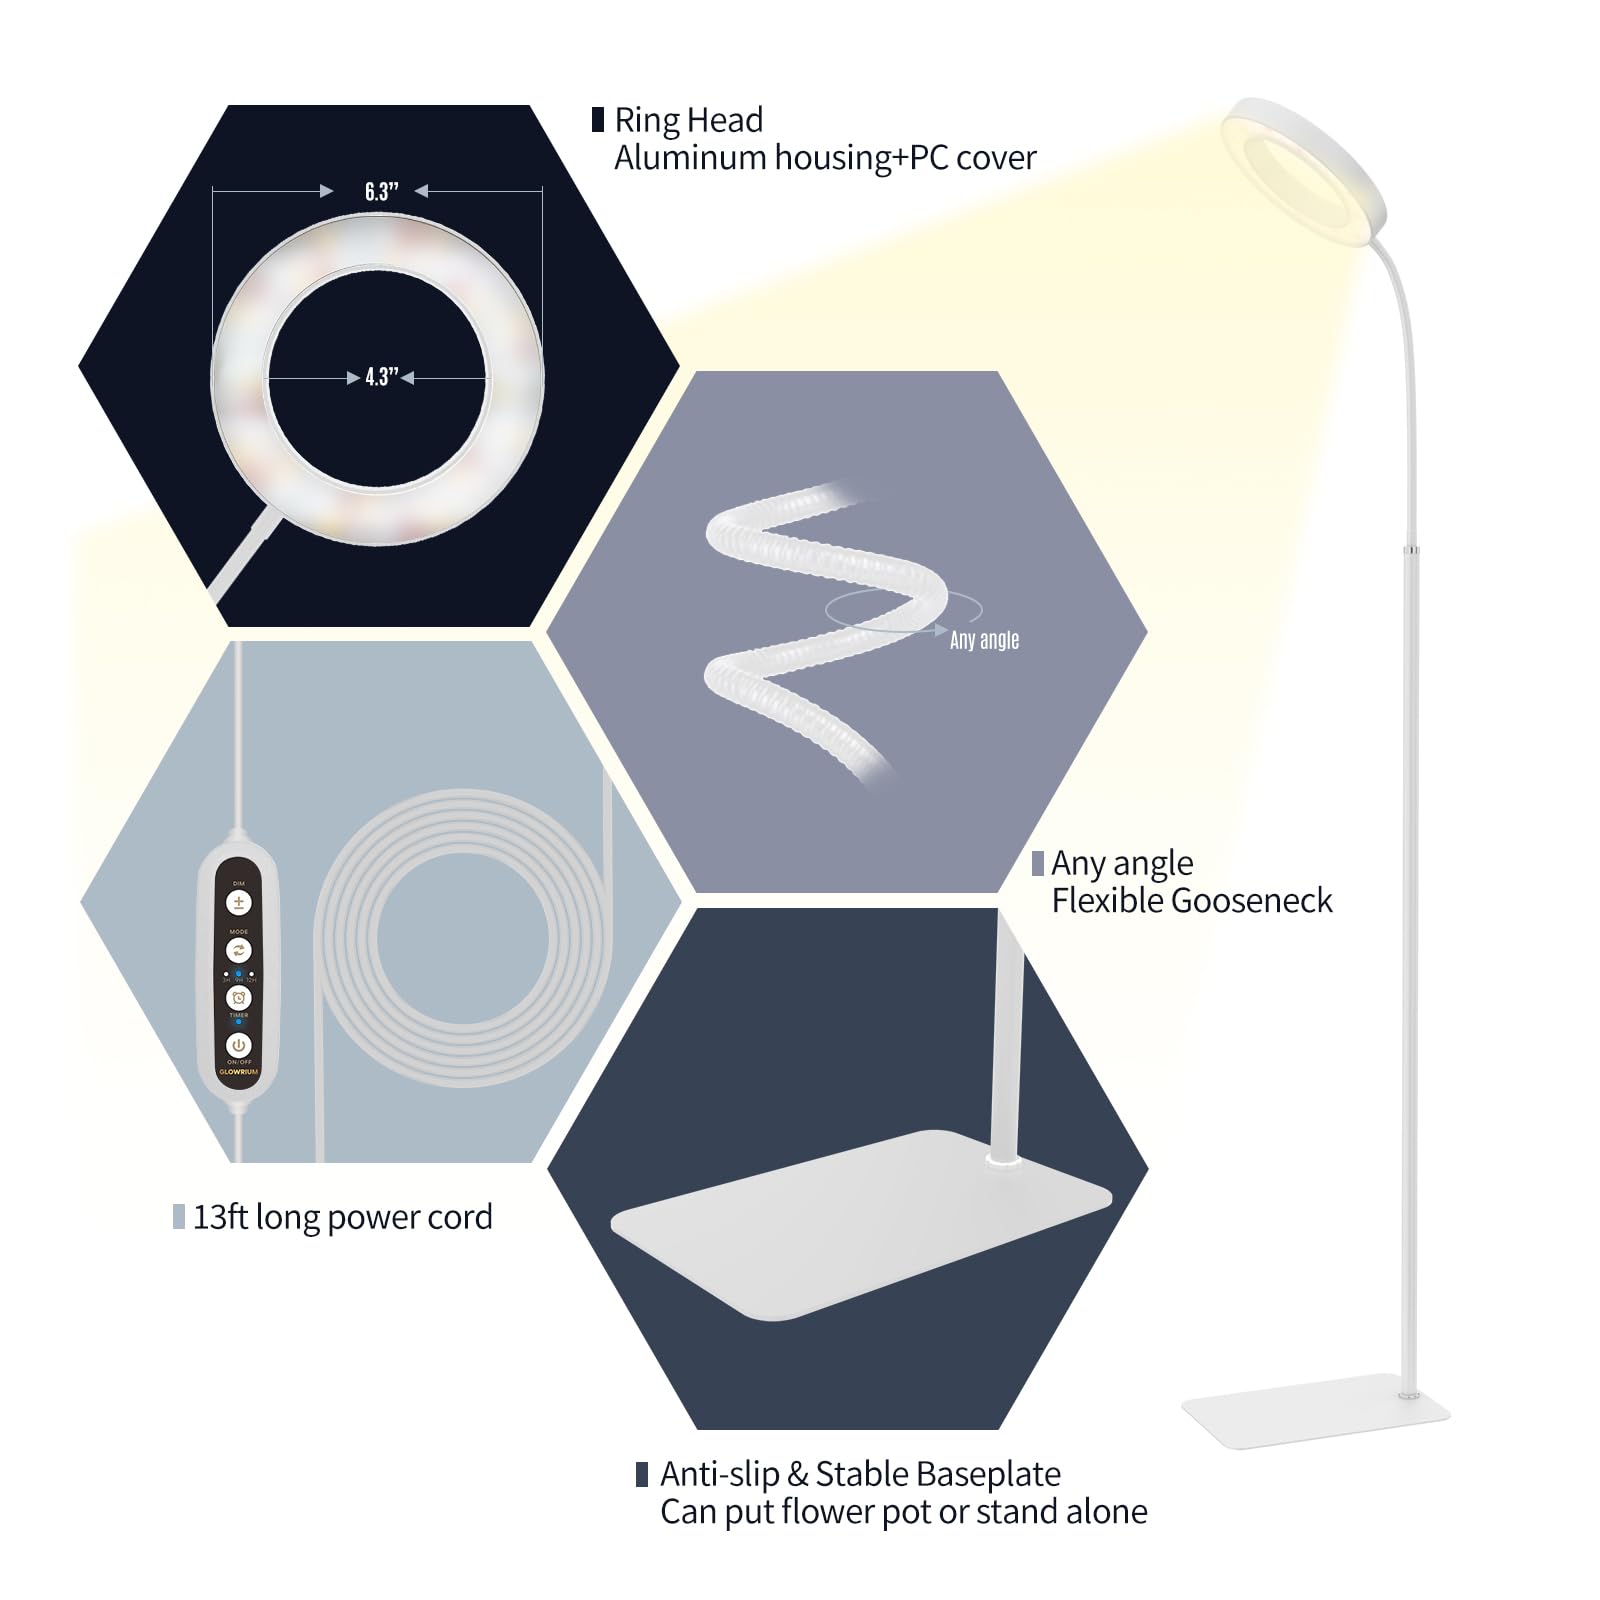 Ring Head
Aluminum housing+PC cover
6.3”
4.3”
Any angle
Any angle
Flexible Gooseneck
DIM
MODE
3H 9H 12H
TIMER
ON/OFF
GLOWRIUM
13ft long power cord
Anti-slip & Stable Baseplate
Can put flower pot or stand alone